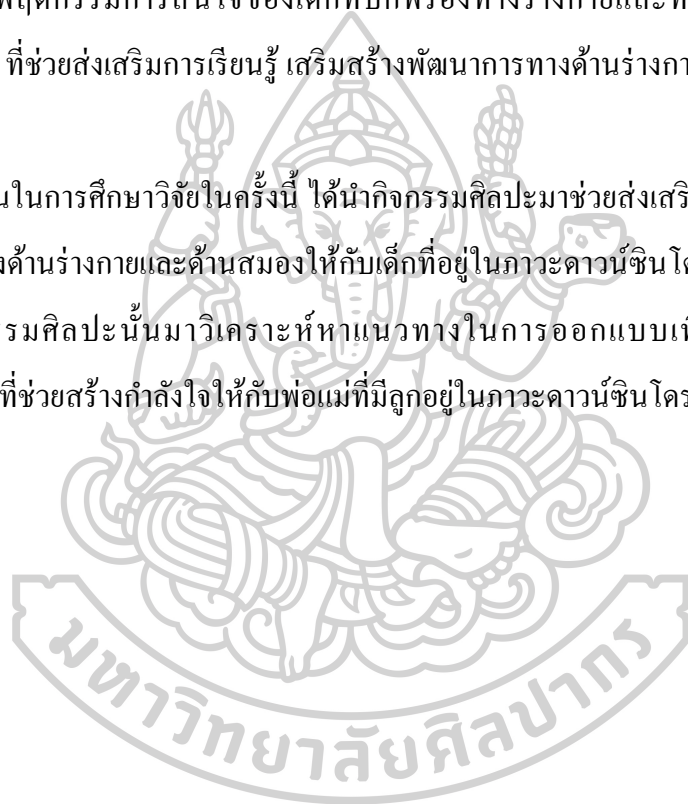 พฤติกรรมการสนใจของเด็กที่บกพร่องทางร่างกายและ
ที่ช่วยส่งเสริมการเรียนรู้ เสริมสร้างพัฒนาการทางด้านร่างกา
นในการศึกษาวิจัยในครั้งนี้ ได้นำกิจกรรมศิลปะมาช่วยส่งเสริ
งด้านร่างกายและด้านสมองให้กับเด็กที่อยู่ในภาวะดาวน์ซินโด
รมศิลปะนั้นมาวิเคราะห์หาแนวทางในการออกแบบเพื
ที่ช่วยสร้างกำลังใจให้กับพ่อแม่ที่มีลูกอยู่ในภาวะดาวน์ซินโดร
มหาวิทยาลัยศิลปากร